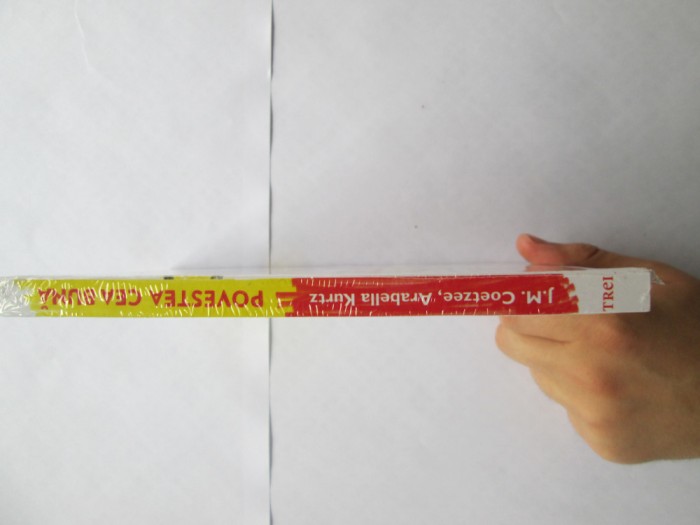 TREI
J.M. Coetzee, Arabella Kurtz
POVESTEA CEA BUNĂ